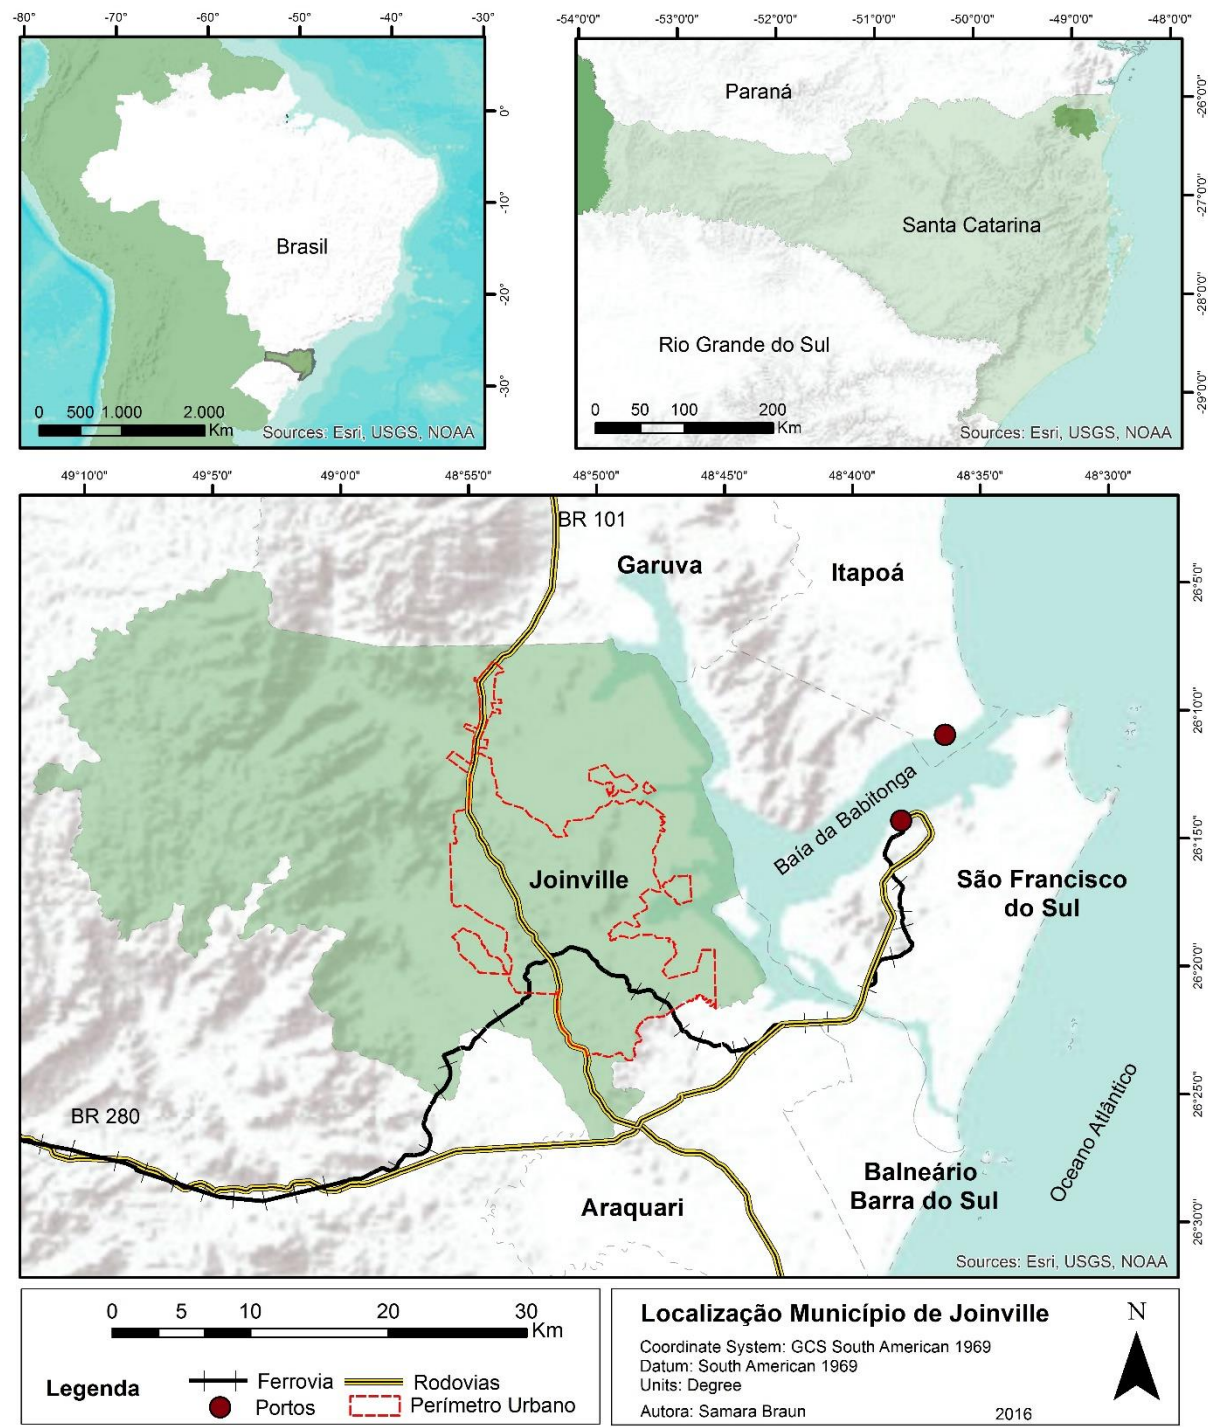 -80° -70° -60° -50° -40° -30°
0°
-10°
-20°
-30°
Brasil
0 500 1.000 2.000
Km
Sources: Esri, USGS, NOAA
-54°0'0" -53°0'0" -52°0'0" -51°0'0" -50°0'0" -49°0'0" -48°0'0"
-26°0'0"
-27°0'0"
-28°0'0"
-29°0'0"
Paraná
Santa Catarina
Rio Grande do Sul
0 50 100 200
Km
Sources: Esri, USGS, NOAA
49°10'0" 49°5'0" 49°0'0" 48°55'0" 48°50'0" 48°45'0" 48°40'0" 48°35'0" 48°30'0"
26°5'0"
26°10'0"
26°15'0"
26°20'0"
26°25'0"
26°30'0"
BR 101
Garuva
Itapoá
Baía da Babitonga
Joinville
São Francisco
do Sul
BR 280
Oceano Atlântico
Balneário
Barra do Sul
Araquari
Sources: Esri, USGS, NOAA
0 5 10 20 30
Km
Legenda
Ferrovia
Rodovias
Portos
Perímetro Urbano
Localização Município de Joinville
N
Coordinate System: GCS South American 1969
Datum: South American 1969
Units: Degree
Autora: Samara Braun 2016